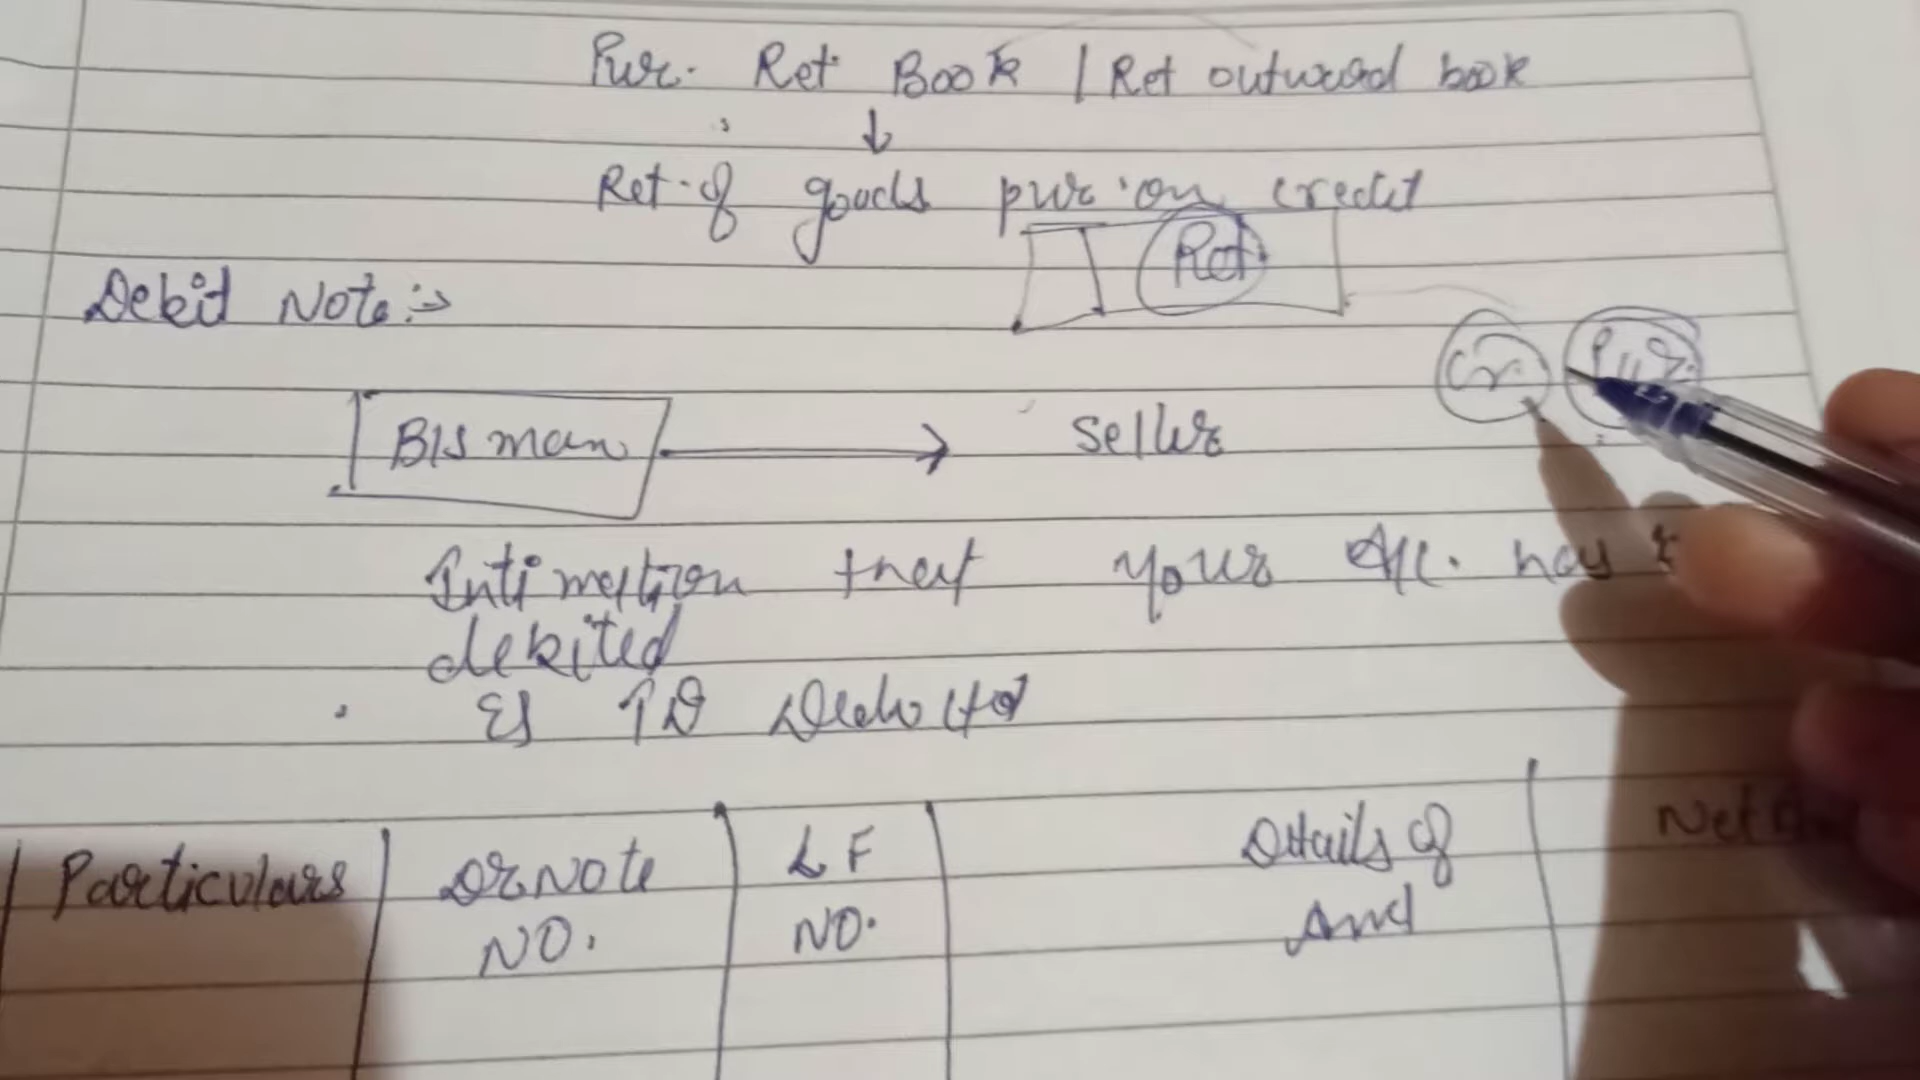 Pur. Ret Book / Ret outward book
↓
Ret. of goods pur on credit
Ret.
Debit Note :->
Cr. Pur.
B/S man → Seller
Intimation that your A/c. has
debited
Particulars
Dr Note
NO.
L F
NO.
Details of
Amt
Net